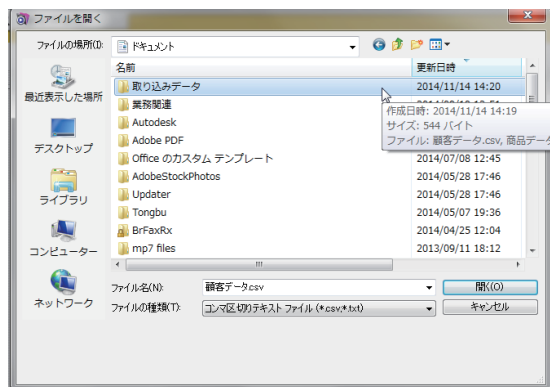 ファイルを開く
ファイルの場所(I):
ドキュメント
名前
更新日時
取り込みデータ
2014/11/14 14:20
業務関連
Autodesk
Adobe PDF
Office のカスタム テンプレート
2014/07/08 12:45
AdobeStockPhotos
2014/05/28 17:46
Updater
2014/05/28 17:46
Tongbu
2014/05/07 19:36
BrFaxRx
2014/04/25 12:04
mp7 files
2013/09/11 18:12
作成日時: 2014/11/14 14:19
サイズ: 544 バイト
ファイル: 顧客データ.csv, 商品データ
最近表示した場所
デスクトップ
ライブラリ
コンピューター
ネットワーク
ファイル名(N):
顧客データ.csv
開く(O)
ファイルの種類(T):
コンマ区切りテキスト ファイル (*.csv;*.txt)
キャンセル